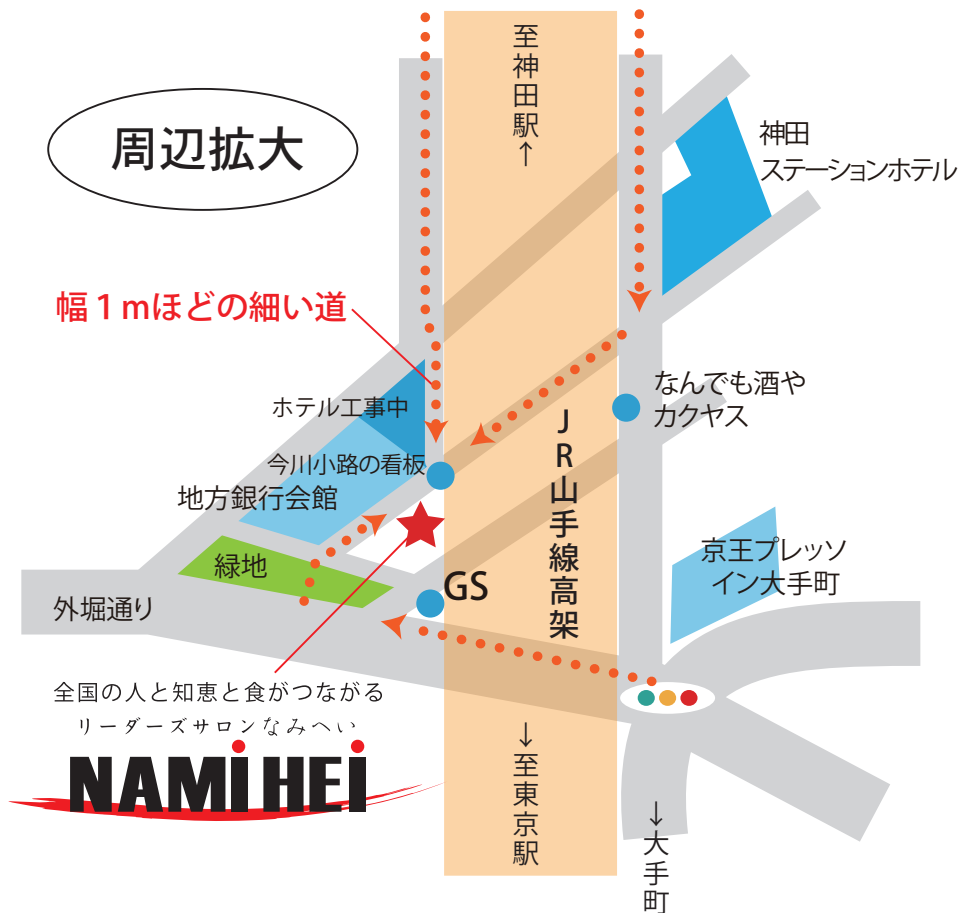 至神田駅↑
周辺拡大
神田
ステーションホテル
幅１mほどの細い道
なんでも酒や
カクヤス
ホテル工事中
今川小路の看板
地方銀行会館
JR山手線高架
京王プレッソ
イン大手町
緑地
GS
外堀通り
全国の人と知恵と食がつながる
リーダーズサロンなみへい
NAMiHEi
↓至東京駅
↓大手町